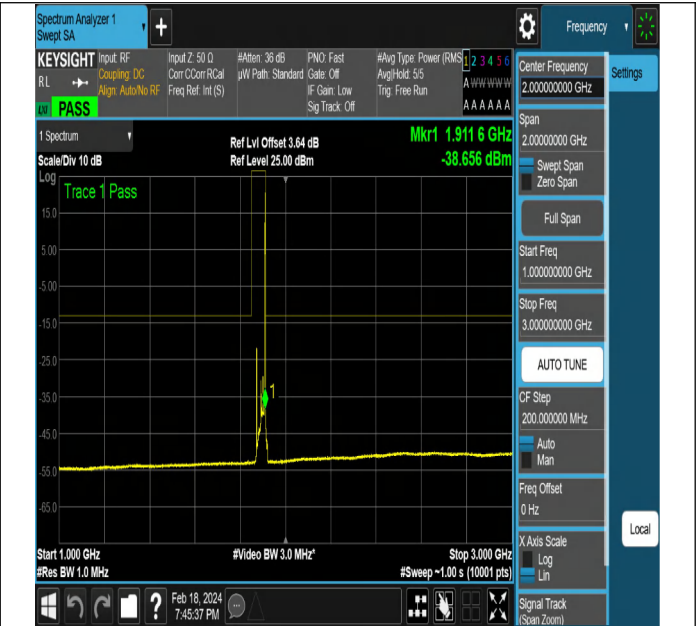 Spectrum Analyzer 1
Swept SA
+
Frequency
KEYSIGHT
RL
PASS
Input: RF
Coupling: DC
Align: Auto/No RF
Input Z: 50 Ω
Corr CCorr RCal
Freq Ref: Int (S)
#Atten: 36 dB
µW Path: Standard
PNO: Fast
Gate: Off
IF Gain: Low
Sig Track: Off
#Avg Type: Power (RMS
Avg|Hold: 5/5
Trig: Free Run
1 2 3 4 5 6
A W W W W W
A A A A A A
1 Spectrum
Scale/Div 10 dB
Ref Lvl Offset 3.64 dB
Ref Level 25.00 dBm
Mkr1 1.911 6 GHz
-38.656 dBm
Log
Trace 1 Pass
15.0
5.00
-5.00
-15.0
-25.0
-35.0
-45.0
-55.0
-65.0
1
Start 1.000 GHz
#Res BW 1.0 MHz
#Video BW 3.0 MHz*
Stop 3.000 GHz
#Sweep ~1.00 s (10001 pts)
Center Frequency
2.000000000 GHz
Settings
Span
2.00000000 GHz
Swept Span
Zero Span
Full Span
Start Freq
1.000000000 GHz
Stop Freq
3.000000000 GHz
AUTO TUNE
CF Step
200.000000 MHz
Auto
Man
Freq Offset
0 Hz
X Axis Scale
Log
Lin
Local
Signal Track
(Span Zoom)
?
Feb 18, 2024
7:45:37 PM